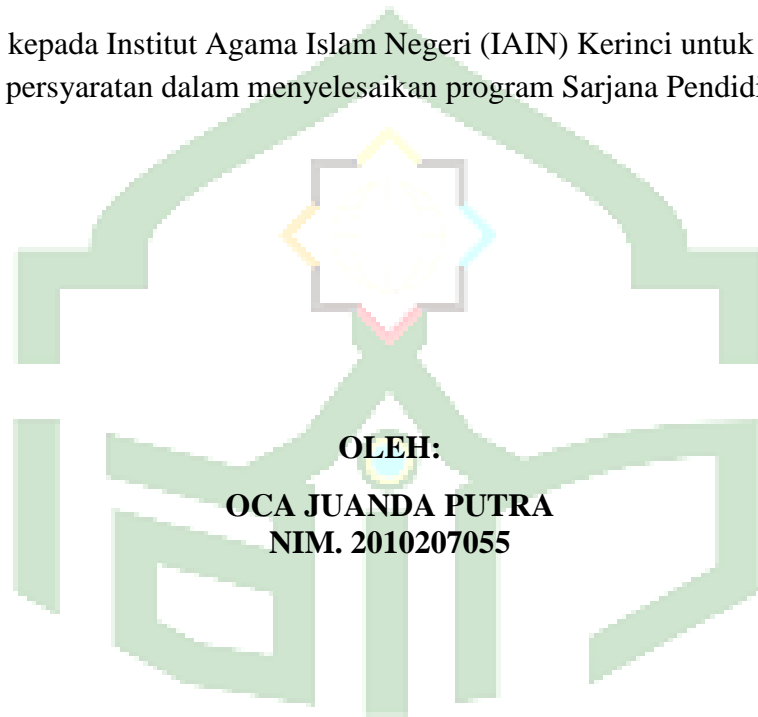 kepada Institut Agama Islam Negeri (IAIN) Kerinci untuk
persyaratan dalam menyelesaikan program Sarjana Pendidi
OLEH:
OCA JUANDA PUTRA
NIM. 2010207055